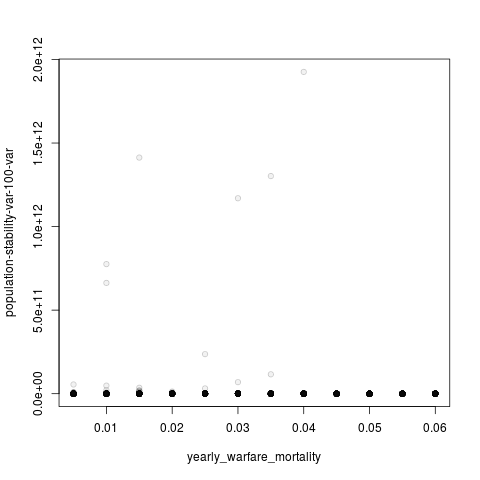 2.0e+12
1.5e+12
1.0e+12
5.0e+11
0.0e+00
population-stability-var-100-var
0.01 0.02 0.03 0.04 0.05 0.06
yearly_warfare_mortality